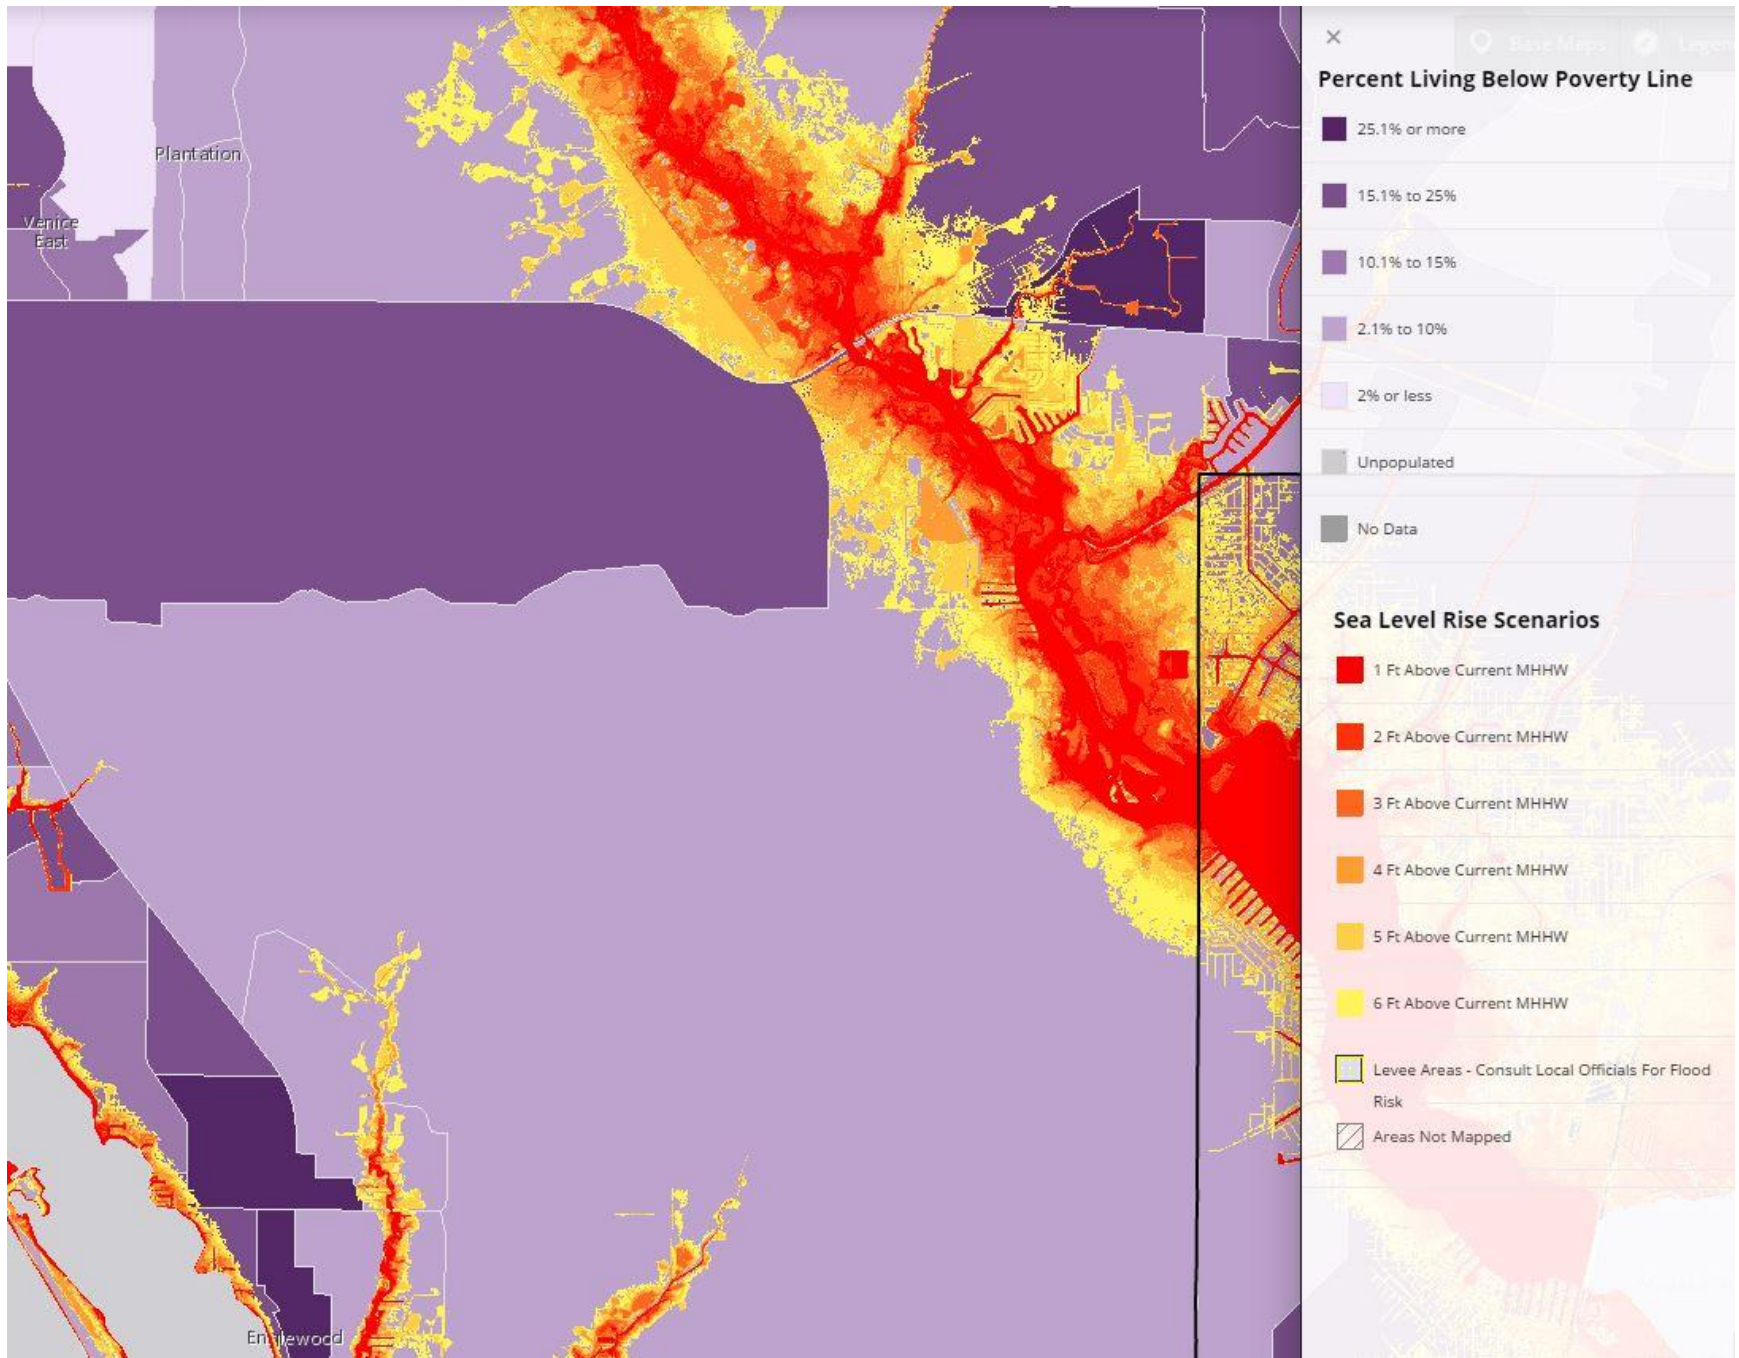 Plantation
Venice
East
Englewood
×
Base Maps
Percent Living Below Poverty Line
25.1% or more
15.1% to 25%
10.1% to 15%
2.1% to 10%
2% or less
Unpopulated
No Data
Sea Level Rise Scenarios
1 Ft Above Current MHHW
2 Ft Above Current MHHW
3 Ft Above Current MHHW
4 Ft Above Current MHHW
5 Ft Above Current MHHW
6 Ft Above Current MHHW
Levee Areas - Consult Local Officials For Flood
Risk
Areas Not Mapped